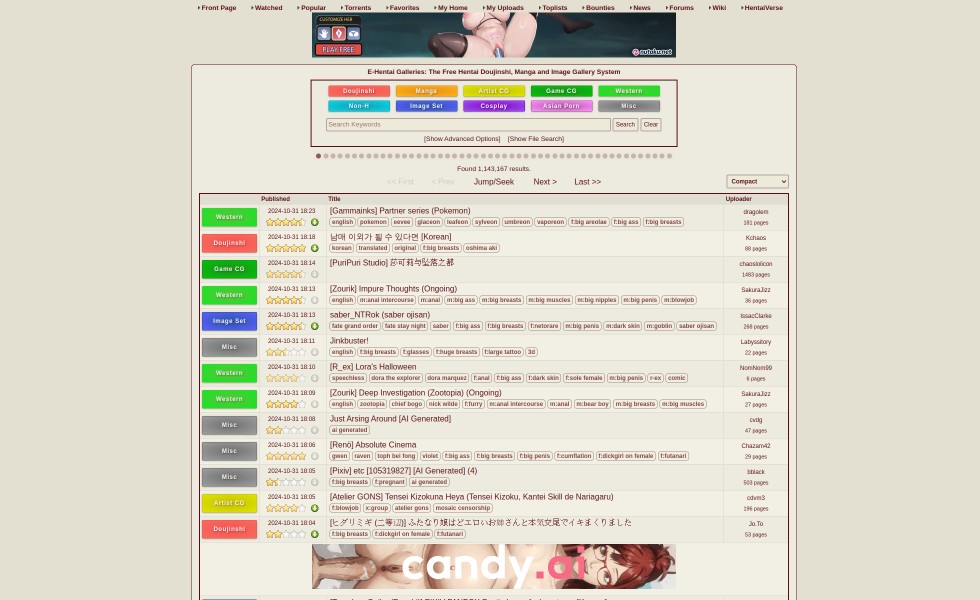 Front Page Watched Popular Torrents Favorites My Home My Uploads Toplists Bounties News Forums Wiki HentaiVerse
CUSTOMIZE HER
PLAY FREE
nutaku.net
E-Hentai Galleries: The Free Hentai Doujinshi, Manga and Image Gallery System
Doujinshi Manga Artist CG Game CG Western
Non-H Image Set Cosplay Asian Porn Misc
Search Keywords Search Clear
[Show Advanced Options] [Show File Search]
Found 1,143,167 results.
<< First < Prev Jump/Seek Next > Last >> Compact
Published Title Uploader
Western 2024-10-31 18:23 [Gammainks] Partner series (Pokemon) dragolem
english pokemon eevee glaceon leafeon sylveon umbreon vaporeon f:big areolae f:big ass f:big breasts 181 pages
Doujinshi 2024-10-31 18:18 남매 이외가 될 수 있다면 [Korean] Kchaos
korean translated original f:big breasts oshima aki 88 pages
Game CG 2024-10-31 18:14 [PuriPuri Studio] 莎可莉与坠落之都 chaoslolicon
1483 pages
Western 2024-10-31 18:13 [Zourik] Impure Thoughts (Ongoing) SakuraJizz
english m:anal intercourse m:anal m:big ass m:big breasts m:big muscles m:big nipples m:big penis m:blowjob 36 pages
Image Set 2024-10-31 18:13 saber_NTRok (saber ojisan) IssacClarke
fate grand order fate stay night saber f:big ass f:big breasts f:netorare m:big penis m:dark skin m:goblin saber ojisan 268 pages
Misc 2024-10-31 18:11 Jinkbuster! Labyssitory
english f:big breasts f:glasses f:huge breasts f:large tattoo 3d 22 pages
Western 2024-10-31 18:10 [R_ex] Lora's Halloween NomNom99
speechless dora the explorer dora marquez f:anal f:big ass f:dark skin f:sole female m:big penis r-ex comic 6 pages
Western 2024-10-31 18:09 [Zourik] Deep Investigation (Zootopia) (Ongoing) SakuraJizz
english zootopia chief bogo nick wilde f:furry m:anal intercourse m:anal m:bear boy m:big breasts m:big muscles 27 pages
Misc 2024-10-31 18:08 Just Arsing Around [AI Generated] cvdg
ai generated 47 pages
Misc 2024-10-31 18:06 [Renó] Absolute Cinema Chazam42
gwen raven toph bei fong violet f:big ass f:big breasts f:big penis f:cumflation f:dickgirl on female f:futanari 29 pages
Misc 2024-10-31 18:05 [Pixiv] etc [105319827] [AI Generated] (4) bblack
f:big breasts f:pregnant ai generated 503 pages
Artist CG 2024-10-31 18:05 [Atelier GONS] Tensei Kizokuna Heya (Tensei Kizoku, Kantei Skill de Nariagaru) cdvm3
f:blowjob x:group atelier gons mosaic censorship 196 pages
Doujinshi 2024-10-31 18:04 [ヒグリミギ (二等辺)] ふたなり娘はどエロいお姉さんと本気交尾でイキまくりました Jo.To
f:big breasts f:dickgirl on female f:futanari 53 pages
candy.ai